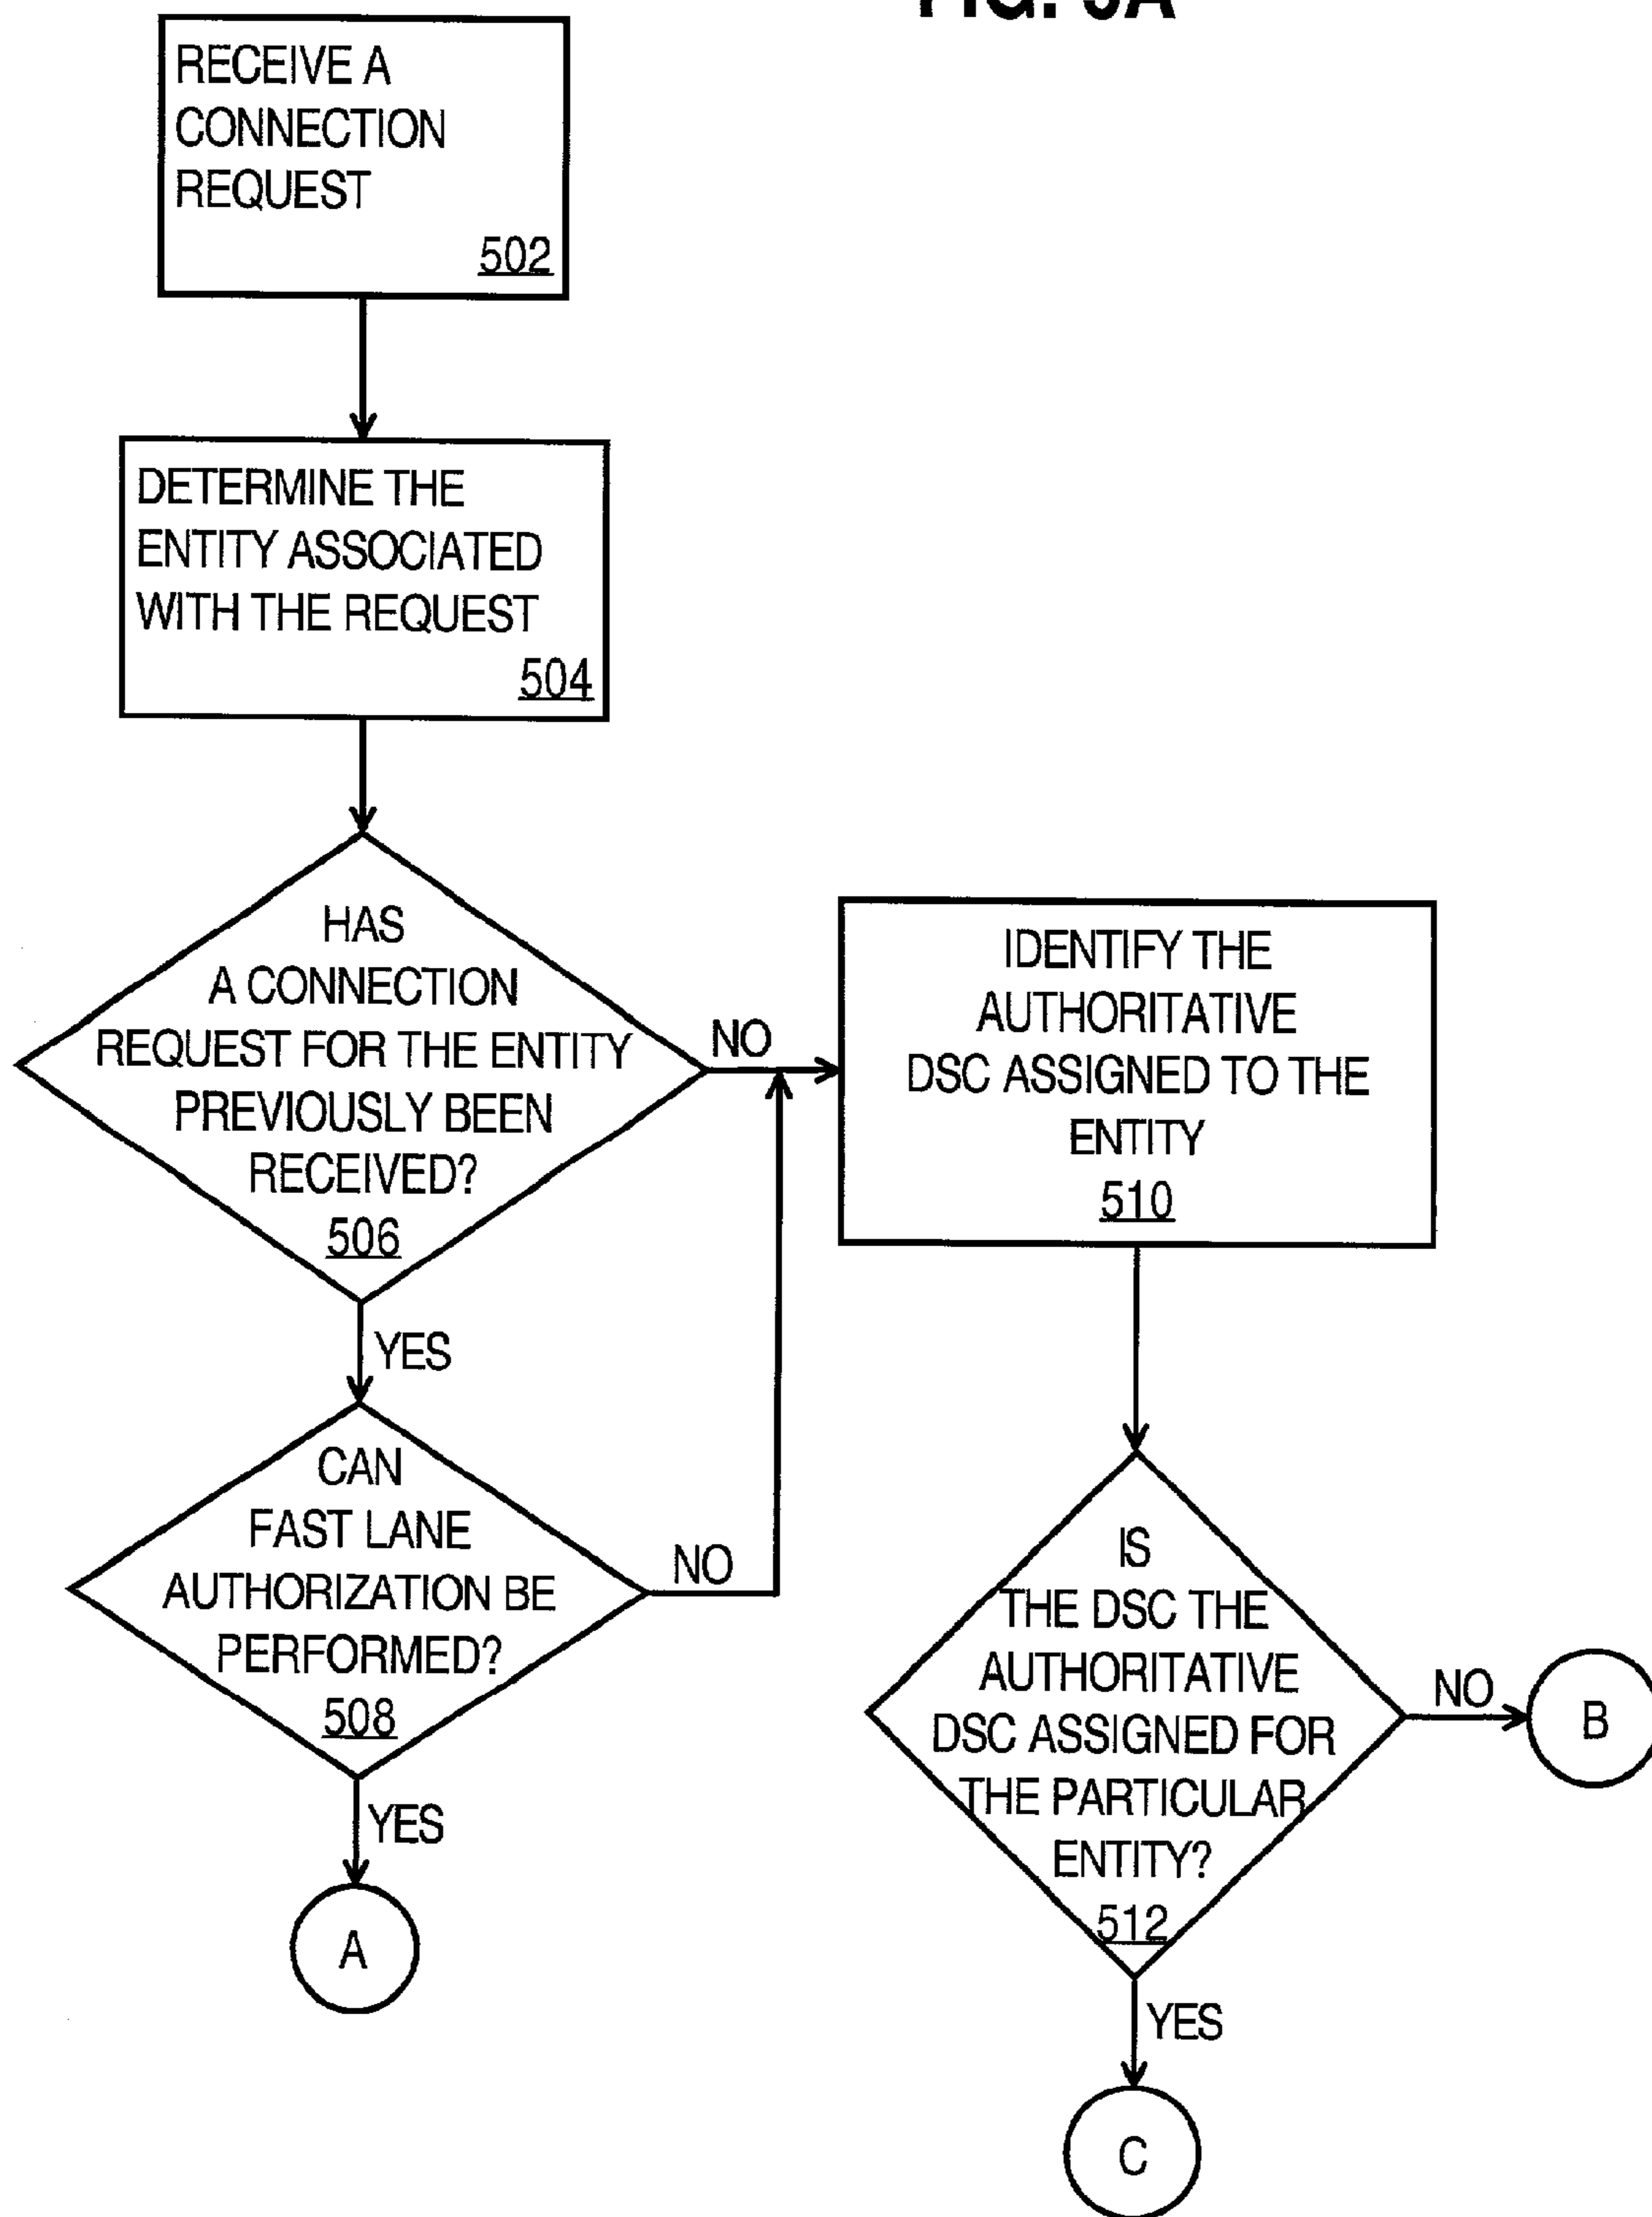 RECEIVE A
CONNECTION
REQUEST
502
DETERMINE THE
ENTITY ASSOCIATED
WITH THE REQUEST
504
HAS
A CONNECTION
REQUEST FOR THE ENTITY
PREVIOUSLY BEEN
RECEIVED?
506
NO
YES
CAN
FAST LANE
AUTHORIZATION BE
PERFORMED?
508
NO
YES
A
IDENTIFY THE
AUTHORITATIVE
DSC ASSIGNED TO THE
ENTITY
510
IS
THE DSC THE
AUTHORITATIVE
DSC ASSIGNED FOR
THE PARTICULAR
ENTITY?
512
NO
B
YES
C